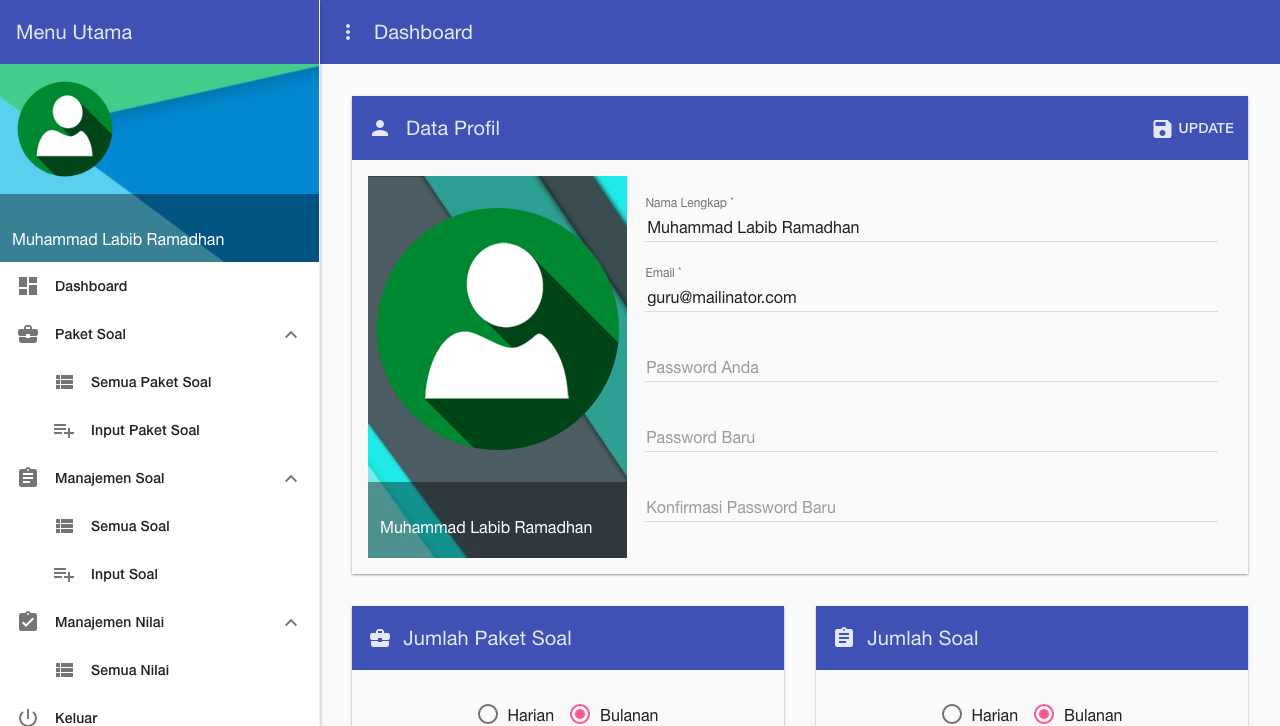 Menu Utama
Muhammad Labib Ramadhan
Dashboard
Paket Soal
Semua Paket Soal
Input Paket Soal
Manajemen Soal
Semua Soal
Input Soal
Manajemen Nilai
Semua Nilai
Keluar
Dashboard
Data Profil
UPDATE
Muhammad Labib Ramadhan
Nama Lengkap *
Muhammad Labib Ramadhan
Email *
guru@mailinator.com
Password Anda
Password Baru
Konfirmasi Password Baru
Jumlah Paket Soal
Harian Bulanan
Jumlah Soal
Harian Bulanan